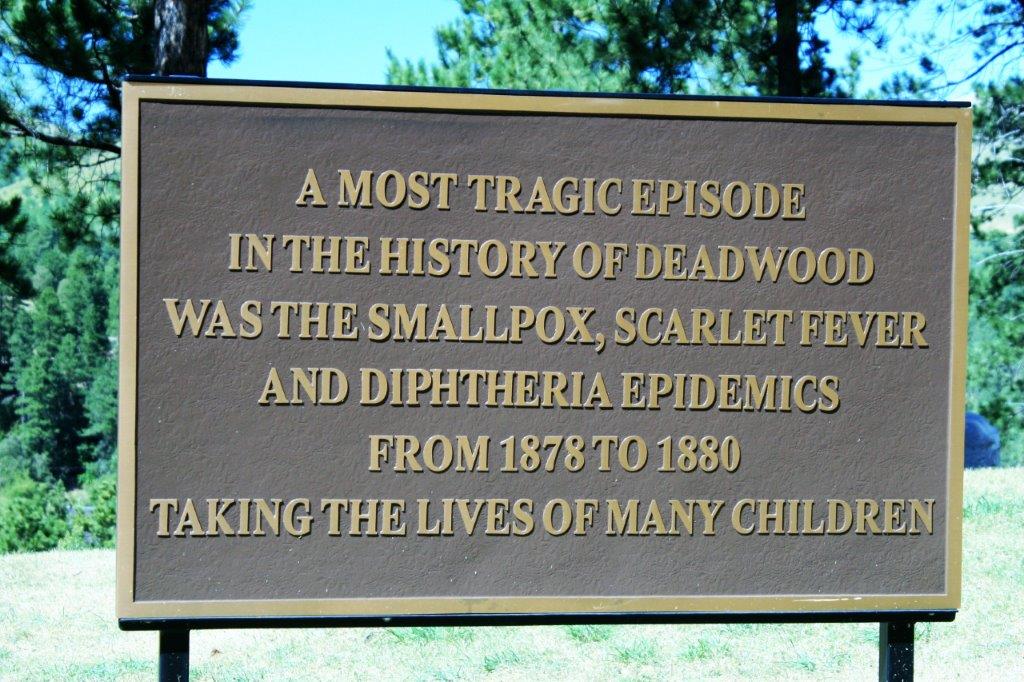 A MOST TRAGIC EPISODE
IN THE HISTORY OF DEADWOOD
WAS THE SMALLPOX, SCARLET FEVER
AND DIPHTHERIA EPIDEMICS
FROM 1878 TO 1880
TAKING THE LIVES OF MANY CHILDREN